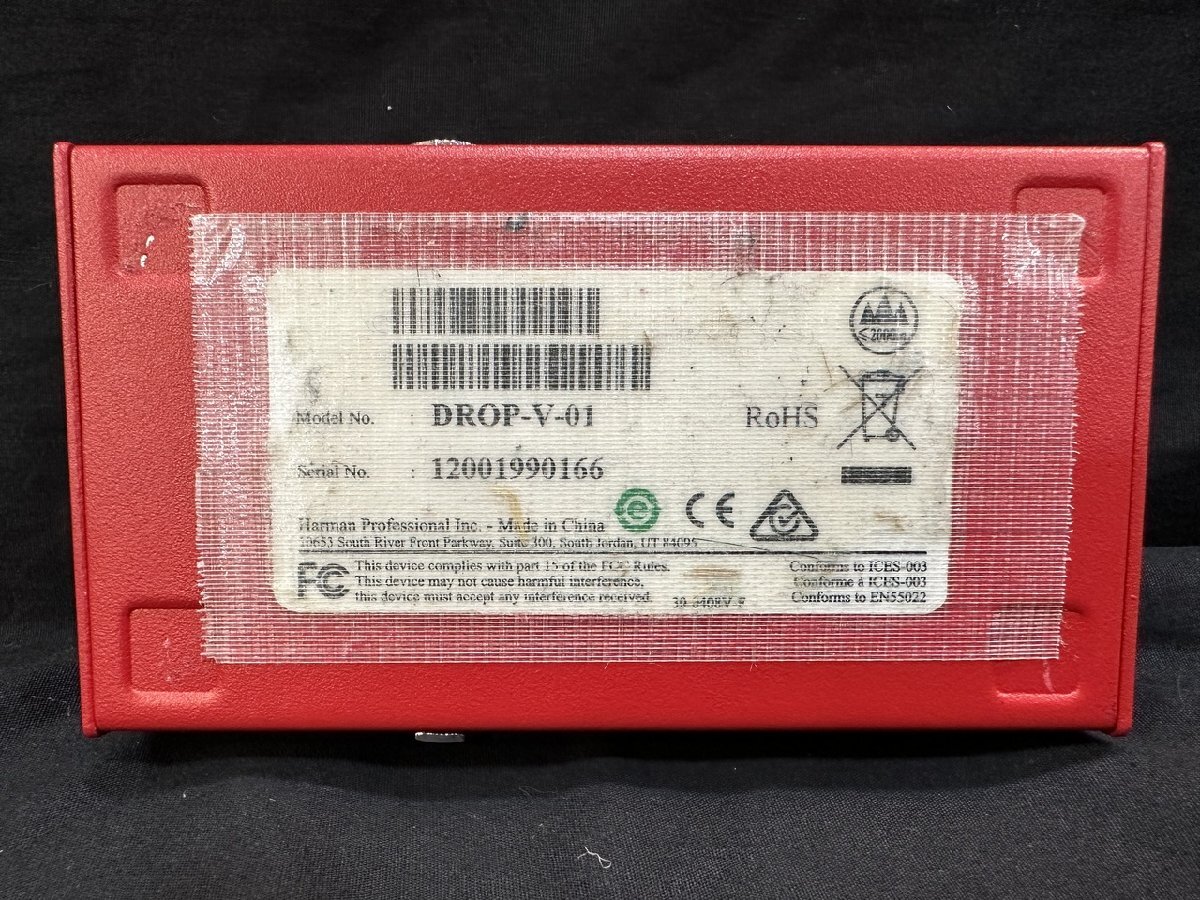 ≤2000m
Model No. : DROP-V-01
RoHS
Serial No. : 12001990166
e
CE
Harman Professional Inc. - Made in China
10653 South River Front Parkway, Suite 300, South Jordan, UT 84095
FC
This device complies with part 15 of the FCC Rules.
This device may not cause harmful interference,
this device must accept any interference received.
Conforms to ICES-003
Conforme à ICES-003
Conforms to EN55022